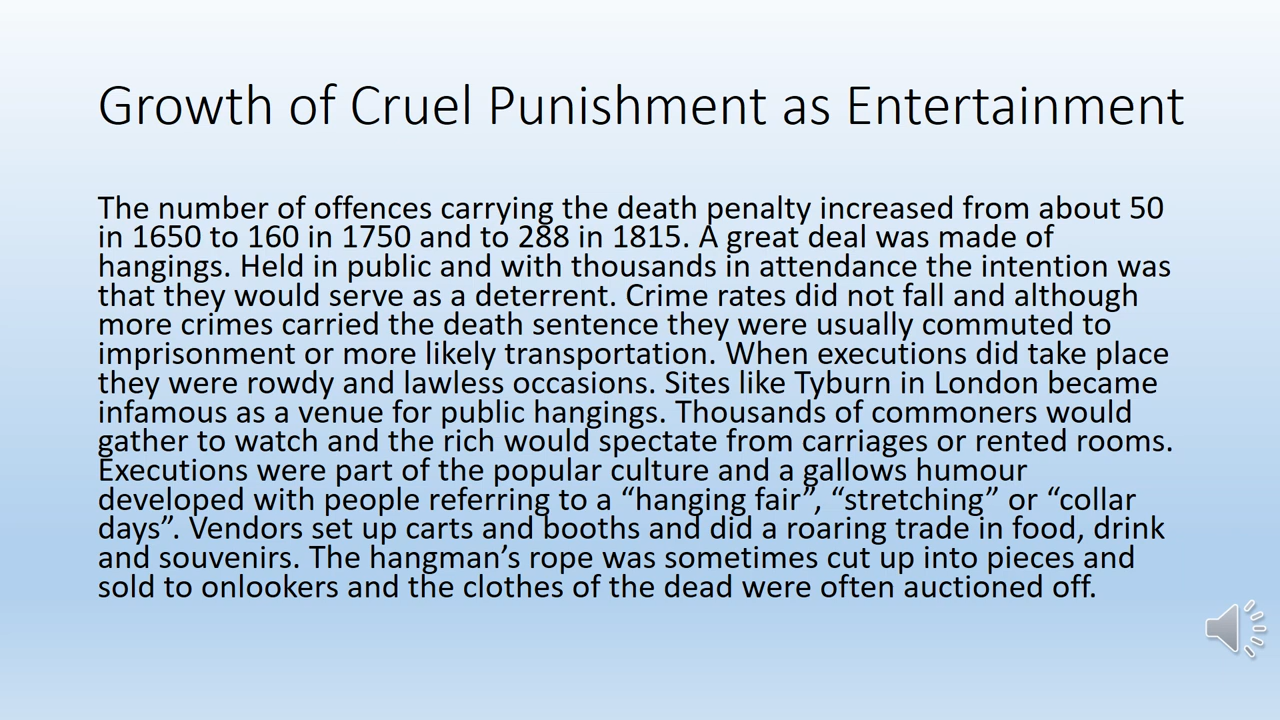 Growth of Cruel Punishment as Entertainment
The number of offences carrying the death penalty increased from about 50
in 1650 to 160 in 1750 and to 288 in 1815. A great deal was made of
hangings. Held in public and with thousands in attendance the intention was
that they would serve as a deterrent. Crime rates did not fall and although
more crimes carried the death sentence they were usually commuted to
imprisonment or more likely transportation. When executions did take place
they were rowdy and lawless occasions. Sites like Tyburn in London became
infamous as a venue for public hangings. Thousands of commoners would
gather to watch and the rich would spectate from carriages or rented rooms.
Executions were part of the popular culture and a gallows humour
developed with people referring to a “hanging fair”, “stretching” or “collar
days”. Vendors set up carts and booths and did a roaring trade in food, drink
and souvenirs. The hangman’s rope was sometimes cut up into pieces and
sold to onlookers and the clothes of the dead were often auctioned off.